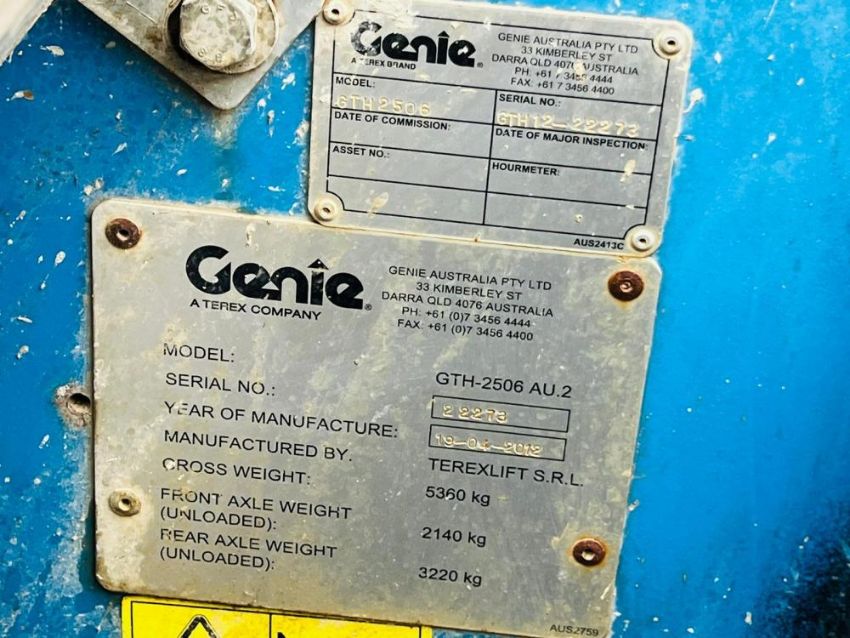 Genie®
A TEREX BRAND
GENIE AUSTRALIA PTY LTD
33 KIMBERLEY ST
DARRA QLD 4076 AUSTRALIA
PH: +61 7 3456 4444
FAX: +61 7 3456 4400
MODEL:
GTH2506
SERIAL NO.:
GTH12-22273
DATE OF COMMISSION:
DATE OF MAJOR INSPECTION:
ASSET NO.:
HOURMETER:
AUS2413C
Genie®
A TEREX COMPANY
GENIE AUSTRALIA PTY LTD
33 KIMBERLEY ST
DARRA QLD 4076 AUSTRALIA
PH: +61 (0)7 3456 4444
FAX: +61 (0)7 3456 4400
MODEL: GTH-2506 AU.2
SERIAL NO.: 22273
YEAR OF MANUFACTURE: 19-04-2012
MANUFACTURED BY: TEREXLIFT S.R.L.
GROSS WEIGHT: 5360 kg
FRONT AXLE WEIGHT
(UNLOADED): 2140 kg
REAR AXLE WEIGHT
(UNLOADED): 3220 kg
AUS2759